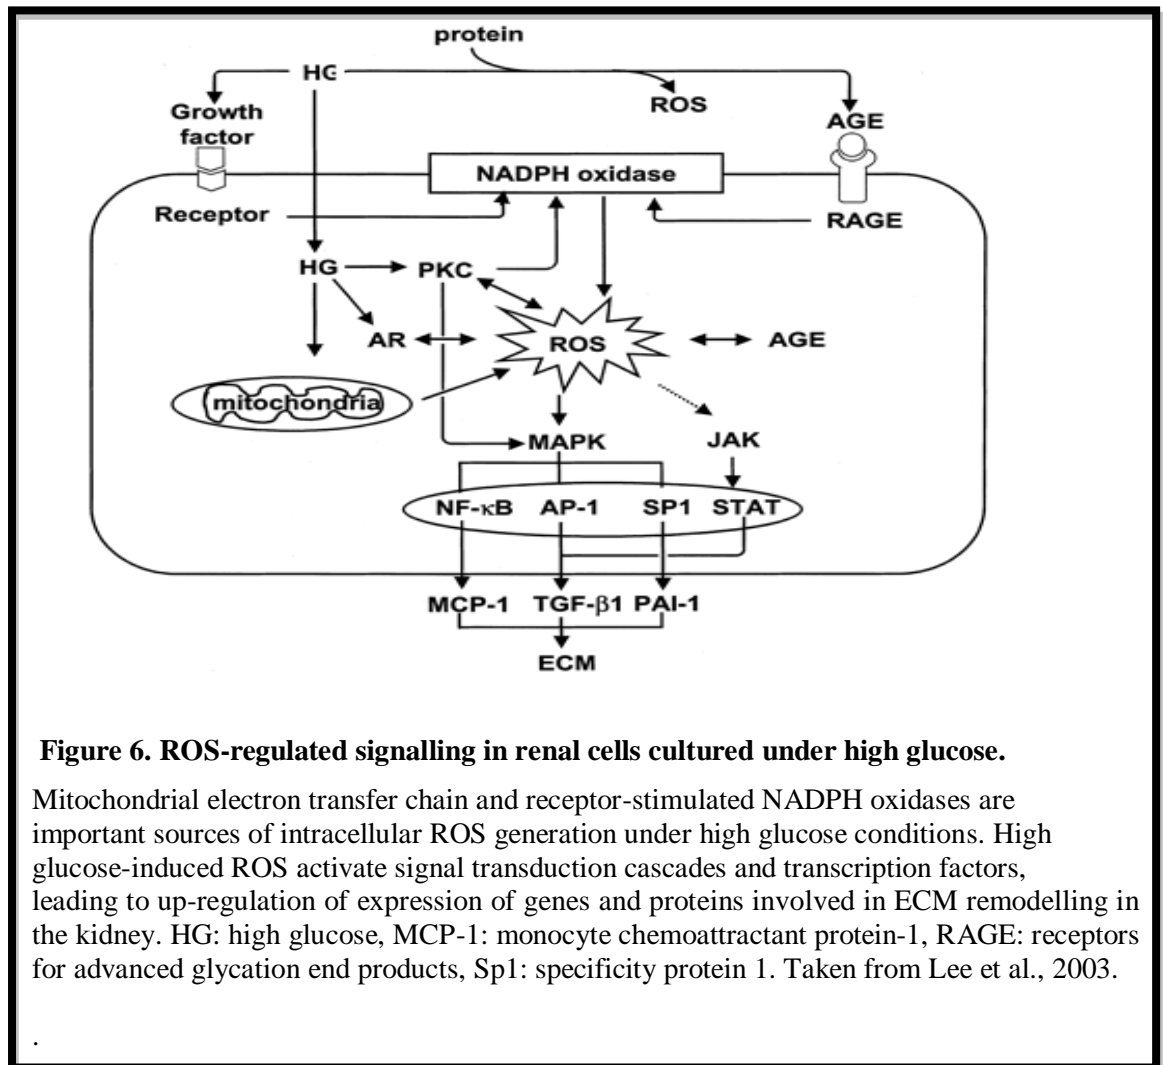 protein
HG
ROS
Growth
factor
AGE
NADPH oxidase
Receptor
RAGE
HG
PKC
AR
ROS
AGE
mitochondria
MAPK
JAK
NF-κB AP-1 SP1 STAT
MCP-1 TGF-β1 PAI-1
ECM
Figure 6. ROS-regulated signalling in renal cells cultured under high glucose.
Mitochondrial electron transfer chain and receptor-stimulated NADPH oxidases are
important sources of intracellular ROS generation under high glucose conditions. High
glucose-induced ROS activate signal transduction cascades and transcription factors,
leading to up-regulation of expression of genes and proteins involved in ECM remodelling in
the kidney. HG: high glucose, MCP-1: monocyte chemoattractant protein-1, RAGE: receptors
for advanced glycation end products, Sp1: specificity protein 1. Taken from Lee et al., 2003.
.